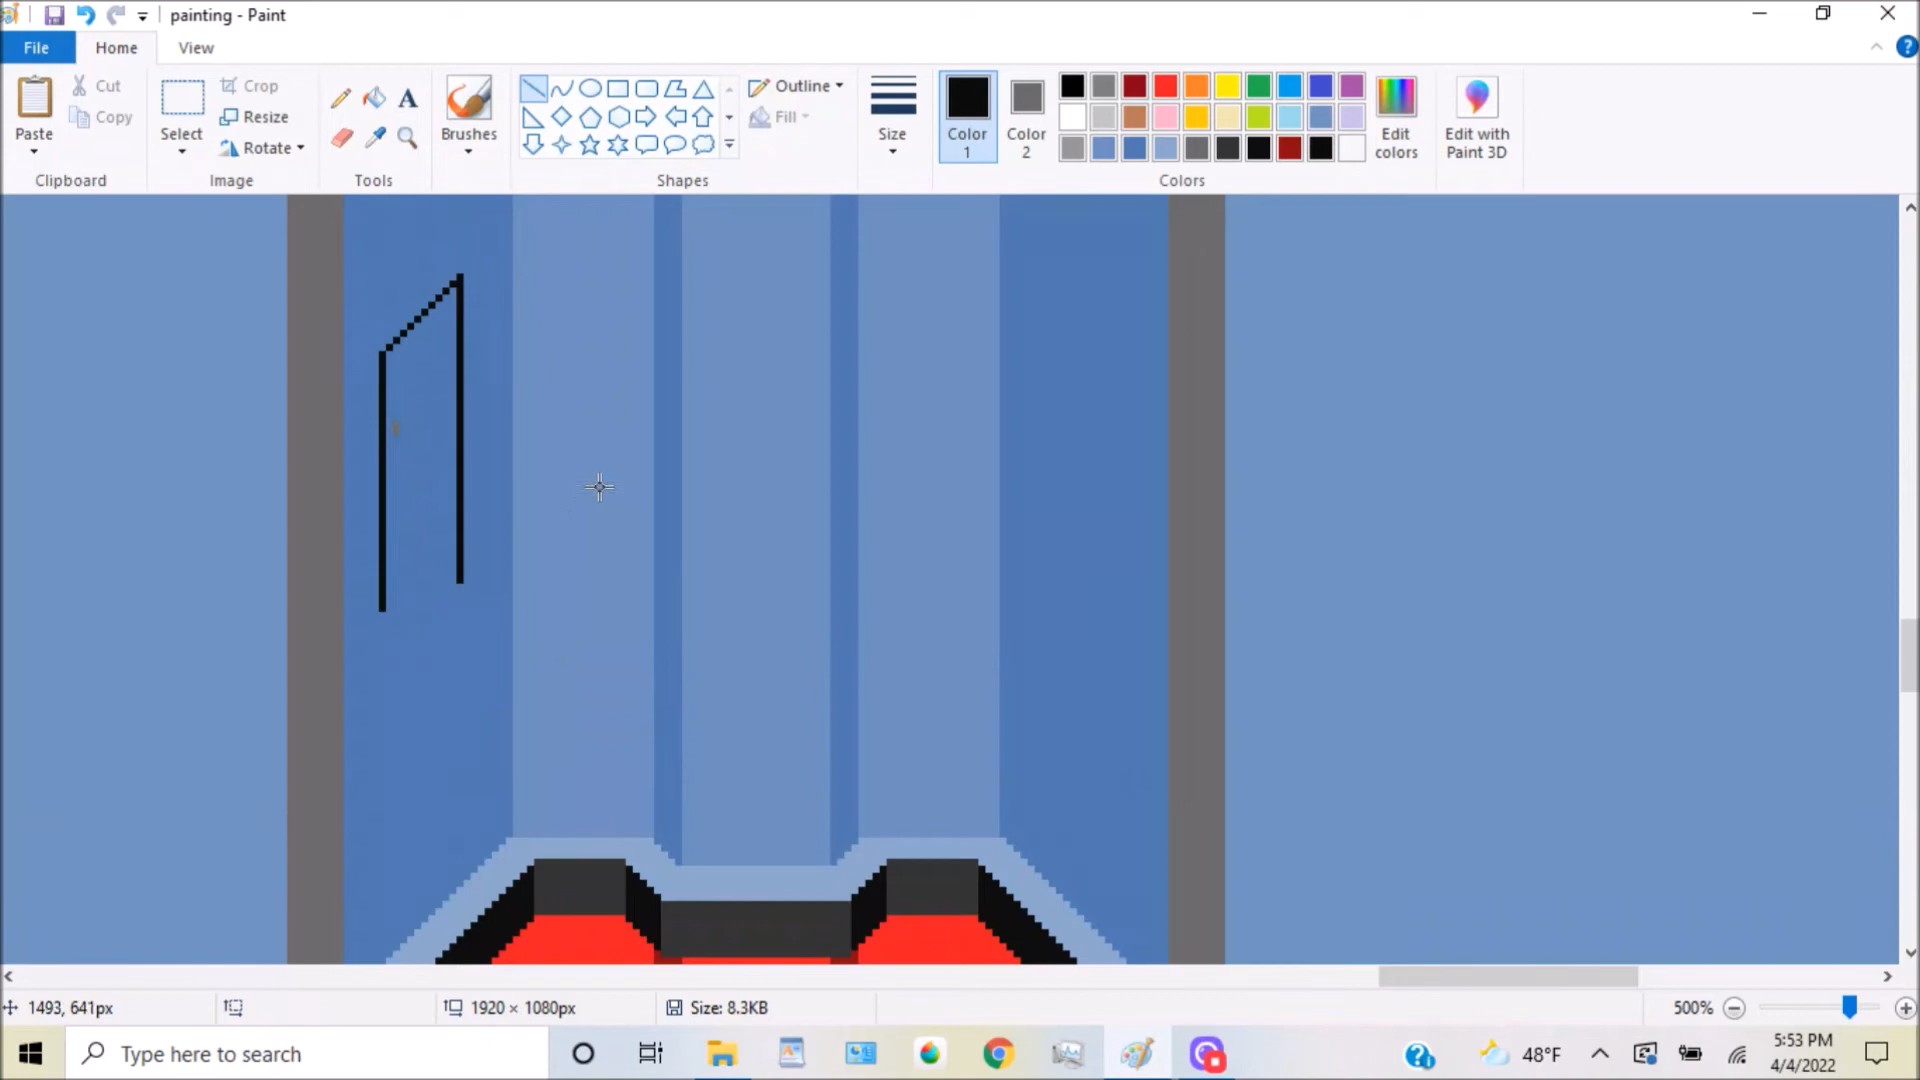 painting - Paint
File Home View
Paste
Cut
Copy
Clipboard
Select
Crop
Resize
Rotate
Image
A
Tools
Brushes
Outline
Fill
Shapes
Size
Color
1
Color
2
Edit
colors
Edit with
Paint 3D
Colors
?
1493, 641px
1920 × 1080px
Size: 8.3KB
500%
Type here to search
48°F
5:53 PM
4/4/2022